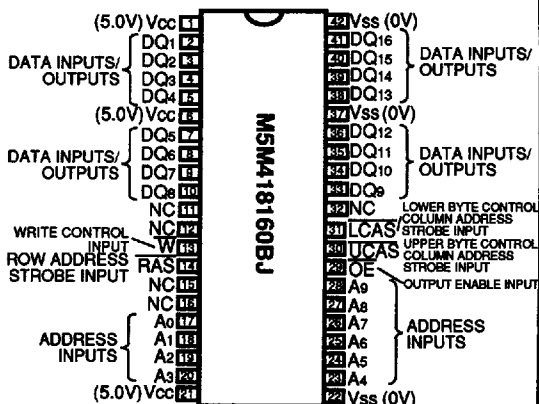 (5.0V) Vcc 1
DQ1 2
DQ2 3
DQ3 4
DQ4 5
DATA INPUTS/
OUTPUTS
(5.0V) Vcc 6
DQ5 7
DQ6 8
DQ7 9
DQ8 10
DATA INPUTS/
OUTPUTS
NC 11
NC 12
WRITE CONTROL
INPUT
W 13
ROW ADDRESS
STROBE INPUT
RAS 14
NC 15
NC 16
A0 17
A1 18
A2 19
A3 20
ADDRESS
INPUTS
(5.0V) Vcc 21
M5M418160BJ
42 Vss (0V)
41 DQ16
40 DQ15
39 DQ14
38 DQ13
DATA INPUTS/
OUTPUTS
37 Vss (0V)
36 DQ12
35 DQ11
34 DQ10
33 DQ9
DATA INPUTS/
OUTPUTS
32 NC
31 LCAS
LOWER BYTE CONTROL
COLUMN ADDRESS
STROBE INPUT
30 UCAS
UPPER BYTE CONTROL
COLUMN ADDRESS
STROBE INPUT
29 OE
OUTPUT ENABLE INPUT
28 A9
27 A8
26 A7
25 A6
24 A5
23 A4
ADDRESS
INPUTS
22 Vss (0V)